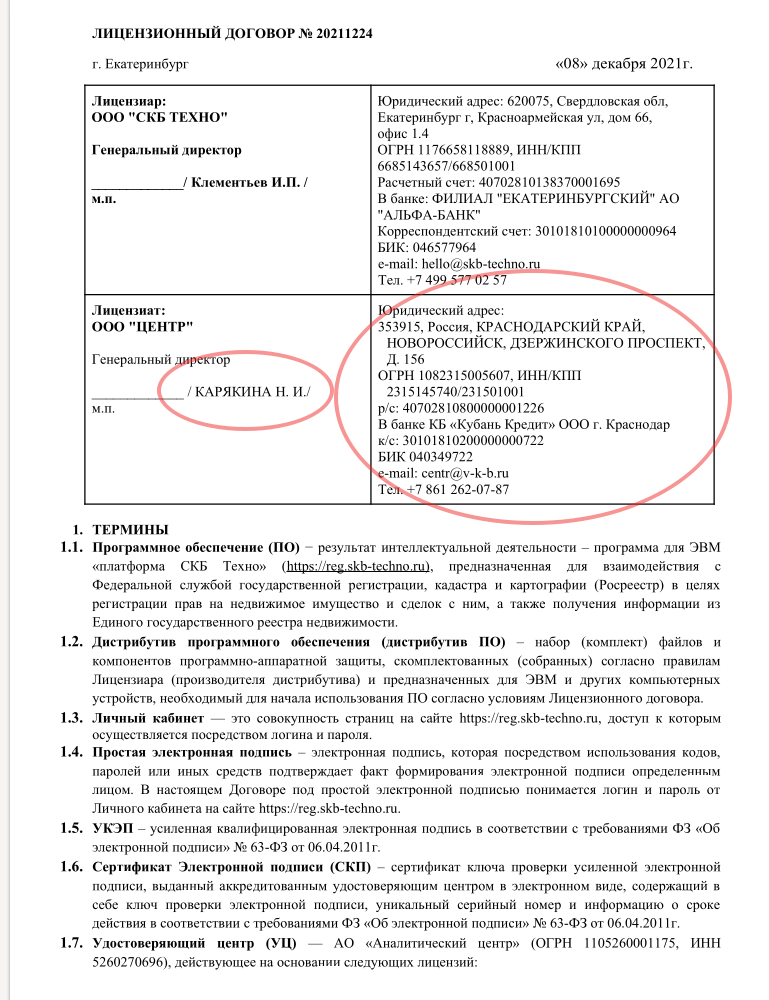 ЛИЦЕНЗИОННЫЙ ДОГОВОР № 20211224
г. Екатеринбург «08» декабря 2021г.
Лицензиар:
ООО "СКБ ТЕХНО"
Генеральный директор
_____________/ Клементьев И.П. /
м.п.
Юридический адрес: 620075, Свердловская обл,
Екатеринбург г, Красноармейская ул, дом 66,
офис 1.4
ОГРН 1176658118889, ИНН/КПП
6685143657/668501001
Расчетный счет: 40702810138370001695
В банке: ФИЛИАЛ "ЕКАТЕРИНБУРГСКИЙ" АО
"АЛЬФА-БАНК"
Корреспондентский счет: 30101810100000000964
БИК: 046577964
e-mail: hello@skb-techno.ru
Тел. +7 499 577 02 57
Лицензиат:
ООО "ЦЕНТР"
Генеральный директор
_____________ / КАРЯКИНА Н. И./
м.п.
Юридический адрес:
353915, Россия, КРАСНОДАРСКИЙ КРАЙ,
НОВОРОССИЙСК, ДЗЕРЖИНСКОГО ПРОСПЕКТ,
Д. 156
ОГРН 1082315005607, ИНН/КПП
2315145740/231501001
р/с: 40702810800000001226
В банке КБ «Кубань Кредит» ООО г. Краснодар
к/с: 30101810200000000722
БИК 040349722
e-mail: centr@v-k-b.ru
Тел. +7 861 262-07-87
1. ТЕРМИНЫ
1.1. Программное обеспечение (ПО) − результат интеллектуальной деятельности – программа для ЭВМ
«платформа СКБ Техно» (https://reg.skb-techno.ru), предназначенная для взаимодействия с
Федеральной службой государственной регистрации, кадастра и картографии (Росреестр) в целях
регистрации прав на недвижимое имущество и сделок с ним, а также получения информации из
Единого государственного реестра недвижимости.
1.2. Дистрибутив программного обеспечения (дистрибутив ПО) – набор (комплект) файлов и
компонентов программно-аппаратной защиты, скомплектованных (собранных) согласно правилам
Лицензиара (производителя дистрибутива) и предназначенных для ЭВМ и других компьютерных
устройств, необходимый для начала использования ПО согласно условиям Лицензионного договора.
1.3. Личный кабинет — это совокупность страниц на сайте https://reg.skb-techno.ru, доступ к которым
осуществляется посредством логина и пароля.
1.4. Простая электронная подпись – электронная подпись, которая посредством использования кодов,
паролей или иных средств подтверждает факт формирования электронной подписи определенным
лицом. В настоящем Договоре под простой электронной подписью понимается логин и пароль от
Личного кабинета на сайте https://reg.skb-techno.ru.
1.5. УКЭП – усиленная квалифицированная электронная подпись в соответствии с требованиями ФЗ «Об
электронной подписи» № 63-ФЗ от 06.04.2011г.
1.6. Сертификат Электронной подписи (СКП) – сертификат ключа проверки усиленной электронной
подписи, выданный аккредитованным удостоверяющим центром в электронном виде, содержащий в
себе ключ проверки электронной подписи, уникальный серийный номер и информацию о сроке
действия в соответствии с требованиями ФЗ «Об электронной подписи» № 63-ФЗ от 06.04.2011г.
1.7. Удостоверяющий центр (УЦ) — АО «Аналитический центр» (ОГРН 1105260001175, ИНН
5260270696), действующее на основании следующих лицензий: